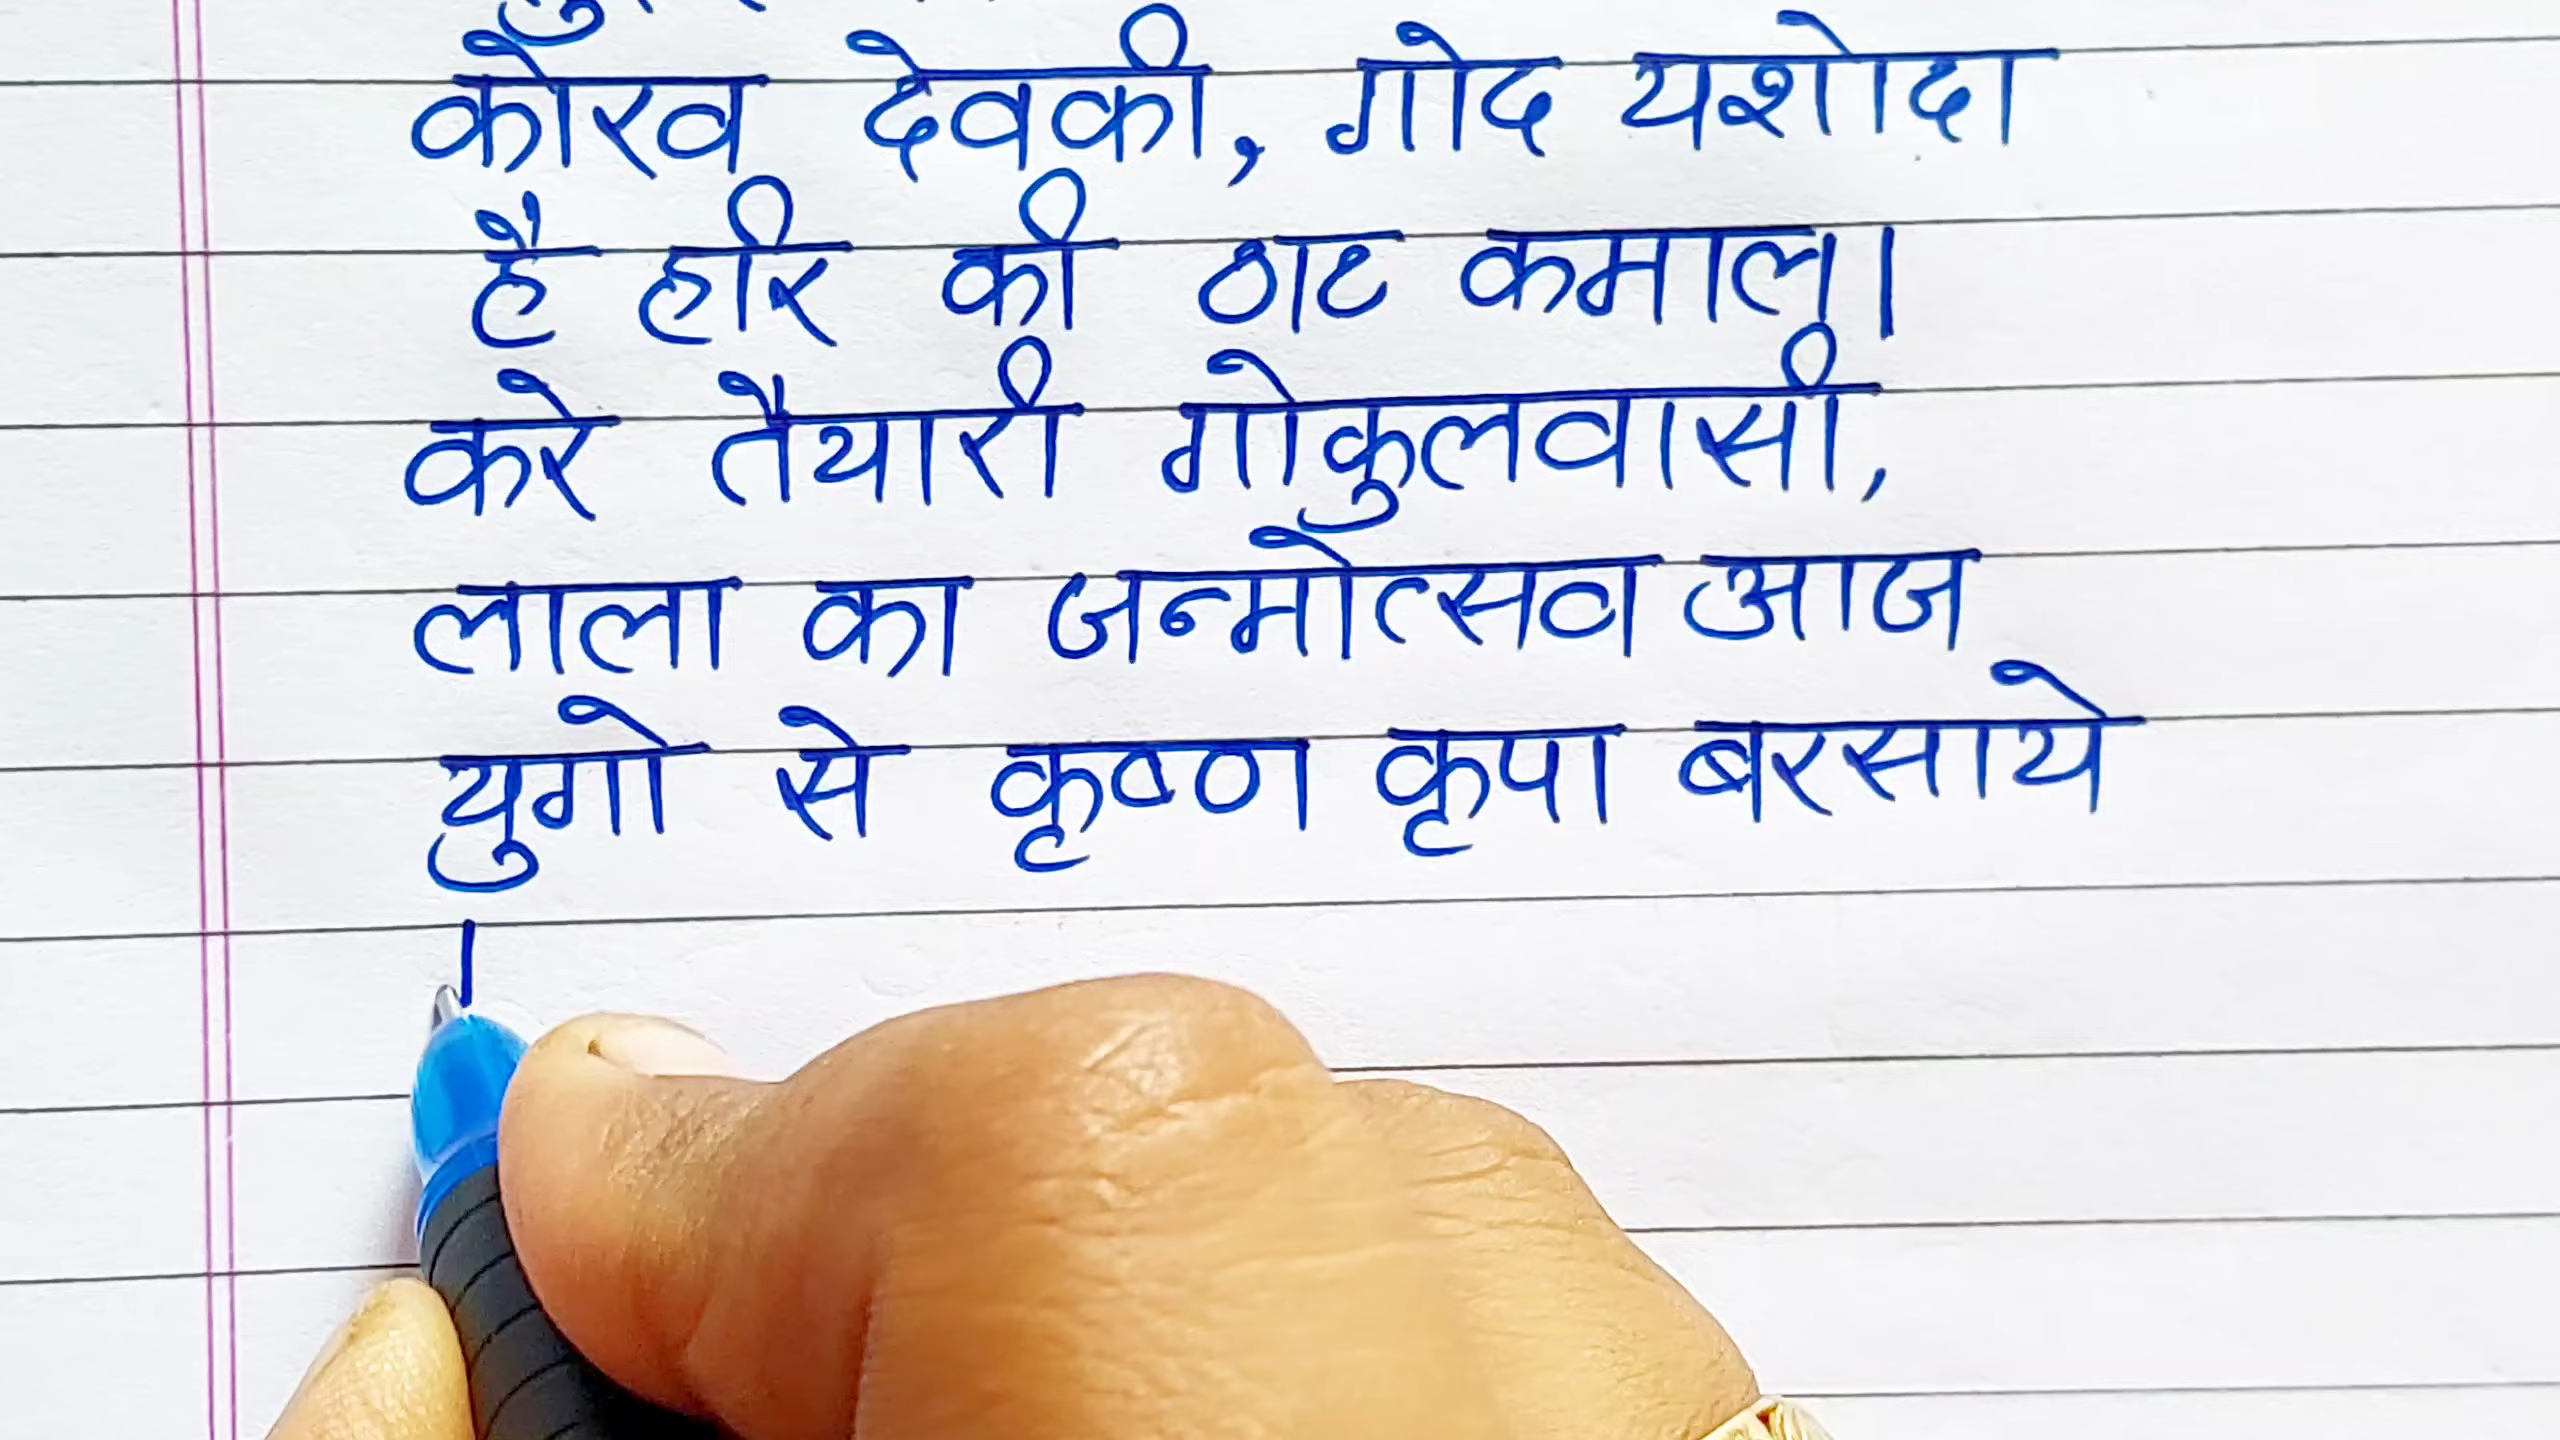 कोरव देवकी, गोद यशोदा
है हरि की ठाट कमाल।
करे तैयारी गोकुलवासी,
लाला का जन्मोत्सव आज
युगो से कृष्ण कृपा बरसाये